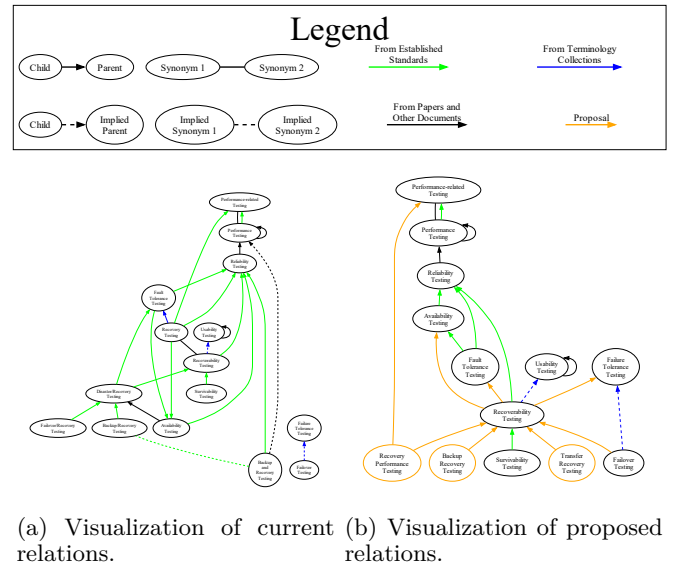 Legend
From Established
Standards
From Terminology
Collections
Child
Parent
Synonym 1
Synonym 2
From Papers and
Other Documents
Proposal
Child
Implied
Parent
Implied
Synonym 1
Implied
Synonym 2
Performance-related
Testing
Performance
Testing
Reliability
Testing
Fault
Tolerance
Testing
Recovery
Testing
Usability
Testing
Recoverability
Testing
Disaster/Recovery
Testing
Survivability
Testing
Failover/Recovery
Testing
Backup/Recovery
Testing
Availability
Testing
Failure
Tolerance
Testing
Backup
and
Recovery
Testing
Failover
Testing
Performance-related
Testing
Performance
Testing
Reliability
Testing
Availability
Testing
Fault
Tolerance
Testing
Usability
Testing
Failure
Tolerance
Testing
Recoverability
Testing
Recovery
Performance
Testing
Backup
Recovery
Testing
Survivability
Testing
Transfer
Recovery
Testing
Failover
Testing
(a) Visualization of current
relations.
(b) Visualization of proposed
relations.